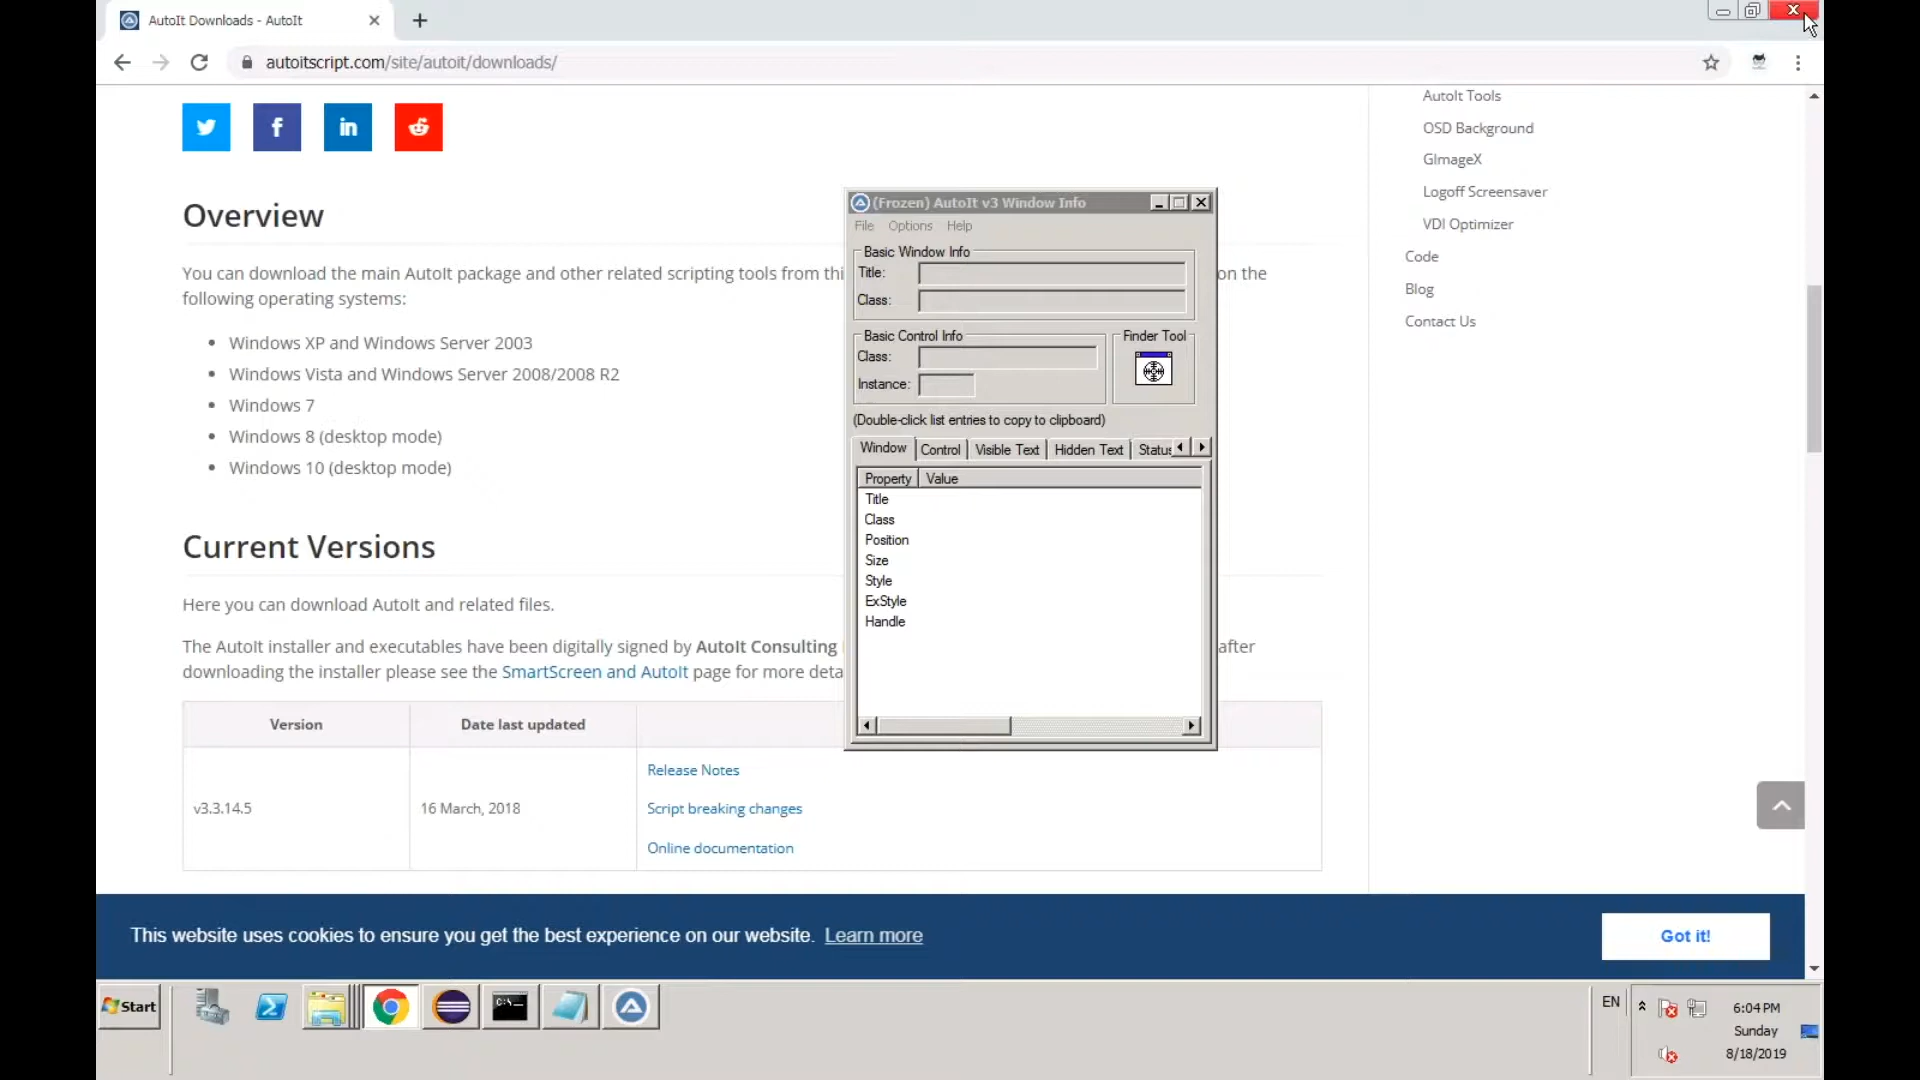 AutoIt Downloads - AutoIt
autoitscript.com/site/autoit/downloads/
AutoIt Tools
OSD Background
GImageX
Logoff Screensaver
VDI Optimizer
Code
Blog
Contact Us
Overview
You can download the main AutoIt package and other related scripting tools from thi
on the
following operating systems:
Windows XP and Windows Server 2003
Windows Vista and Windows Server 2008/2008 R2
Windows 7
Windows 8 (desktop mode)
Windows 10 (desktop mode)
Current Versions
Here you can download AutoIt and related files.
The AutoIt installer and executables have been digitally signed by AutoIt Consulting
after
downloading the installer please see the SmartScreen and AutoIt page for more deta
Version Date last updated
v3.3.14.5 16 March, 2018
Release Notes
Script breaking changes
Online documentation
(Frozen) AutoIt v3 Window Info
File Options Help
Basic Window Info
Title:
Class:
Basic Control Info
Finder Tool
Class:
Instance:
(Double-click list entries to copy to clipboard)
Window Control Visible Text Hidden Text Status
Property Value
Title
Class
Position
Size
Style
ExStyle
Handle
This website uses cookies to ensure you get the best experience on our website. Learn more
Got it!
Start
C:\
EN
6:04 PM
Sunday
8/18/2019